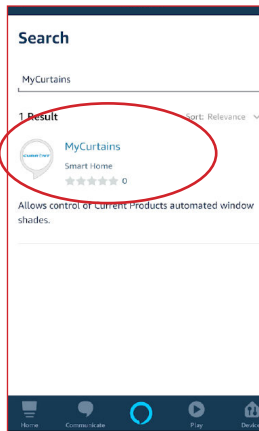 Search
MyCurtains
1 Result
Sort: Relevance
MyCurtains
Smart Home
0
Allows control of Current Products automated window
shades.
Home Communicate Play Devic